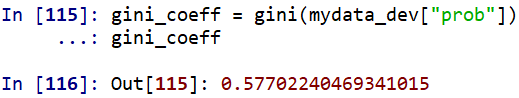 In [115]: gini_coeff = gini(mydata_dev["prob"])
...: gini_coeff
In [116]: Out[115]: 0.57702240469341015